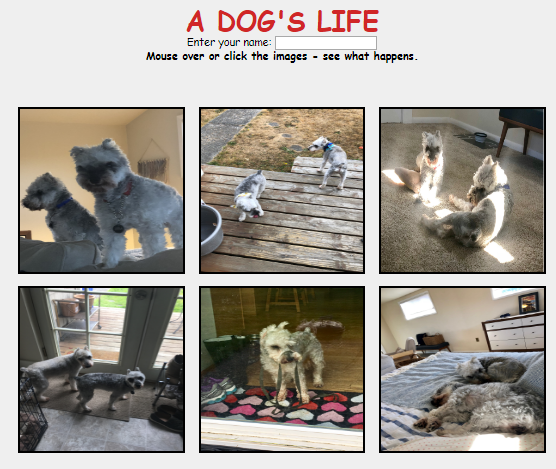 A DOG'S LIFE
Enter your name:
Mouse over or click the images - see what happens.